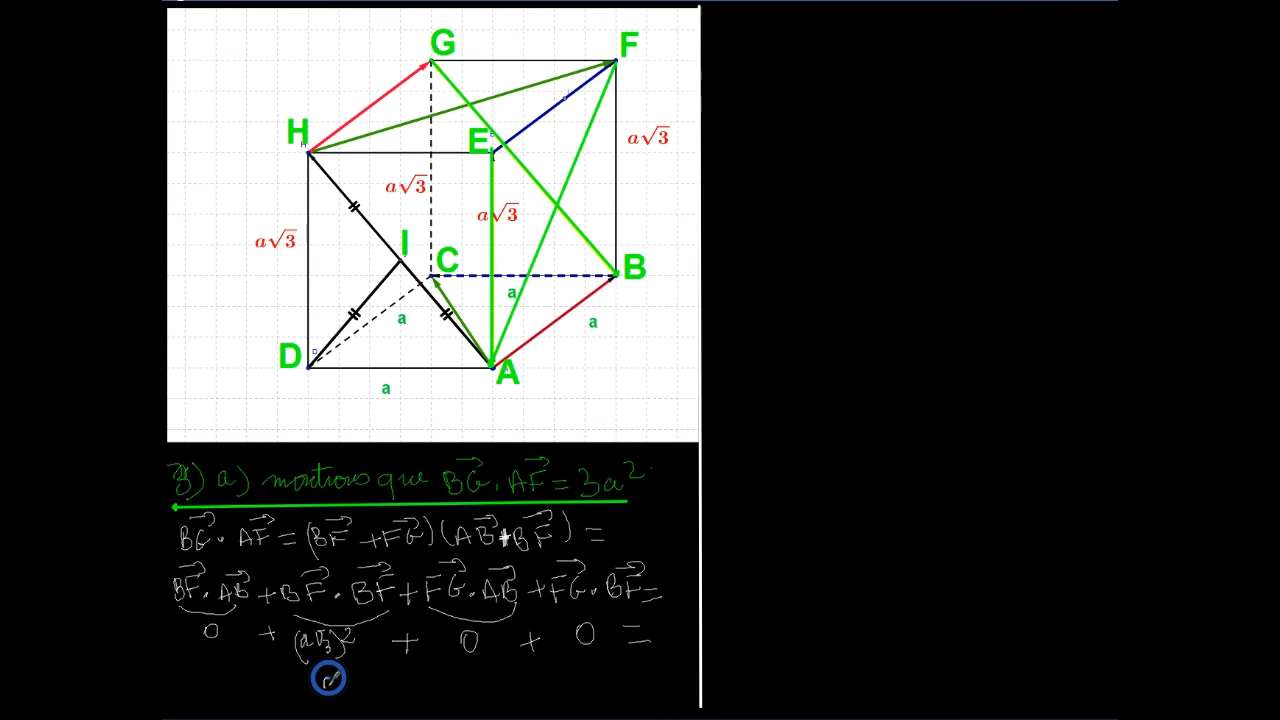 G
F
H
E
a√3
a√3
a√3
a√3
I
C
B
a
a
a
D
A
a
3) a) montrons que BG⃗ . AF⃗ = 3a²
BG⃗ . AF⃗ = (BF⃗ + FG⃗)(AB⃗ + BF⃗) =
BF⃗ . AB⃗ + BF⃗ . BF⃗ + FG⃗ . AB⃗ + FG⃗ . BF⃗ =
0 + (a√3)² + 0 + 0 =